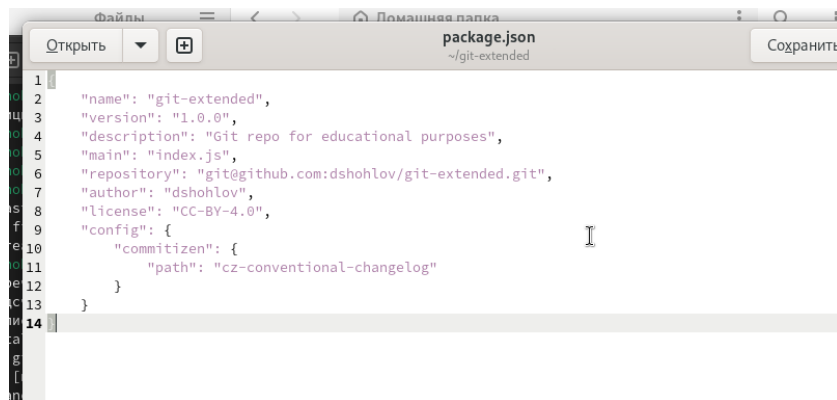 Файлы
Домашняя папка
Открыть
package.json
~/git-extended
Сохранить
1 {
2 "name": "git-extended",
3 "version": "1.0.0",
4 "description": "Git repo for educational purposes",
5 "main": "index.js",
6 "repository": "git@github.com:dshohlov/git-extended.git",
7 "author": "dshohlov",
8 "license": "CC-BY-4.0",
9 "config": {
10 "commitizen": {
11 "path": "cz-conventional-changelog"
12 }
13 }
14 }